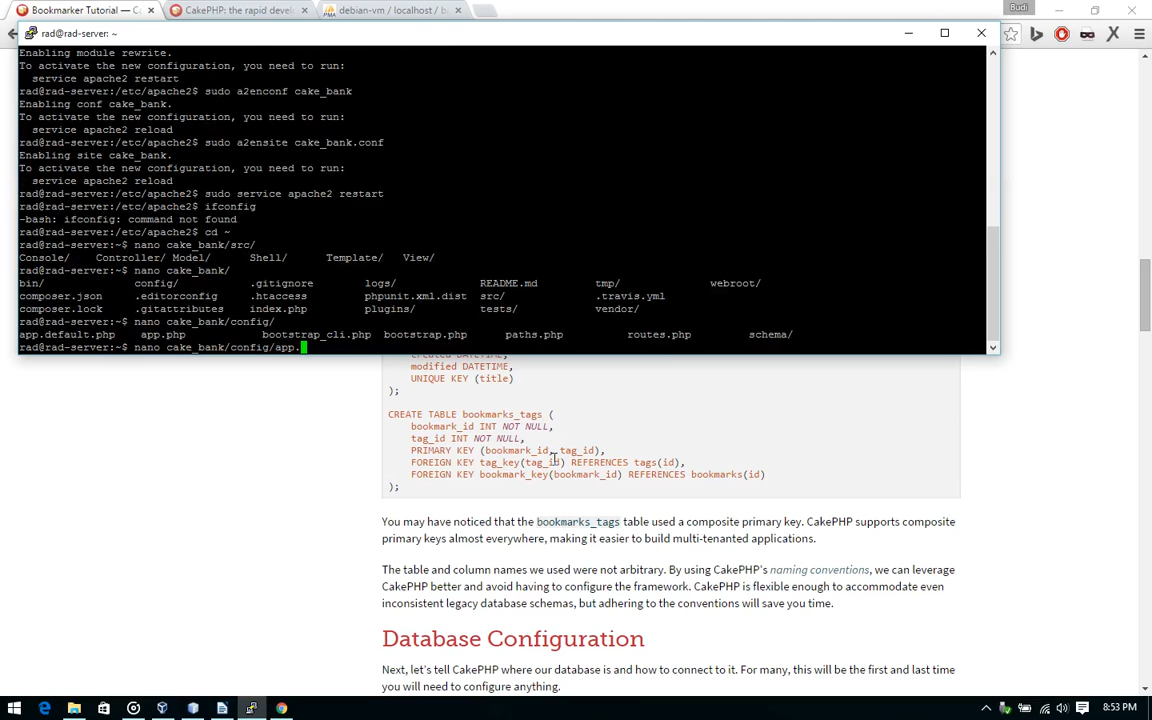 Bookmarker Tutorial — C
CakePHP: the rapid devel
debian-vm / localhost / b
Budi
rad@rad-server: ~
Enabling module rewrite.
To activate the new configuration, you need to run:
service apache2 restart
rad@rad-server:/etc/apache2$ sudo a2enconf cake_bank
Enabling conf cake_bank.
To activate the new configuration, you need to run:
service apache2 reload
rad@rad-server:/etc/apache2$ sudo a2ensite cake_bank.conf
Enabling site cake_bank.
To activate the new configuration, you need to run:
service apache2 reload
rad@rad-server:/etc/apache2$ sudo service apache2 restart
rad@rad-server:/etc/apache2$ ifconfig
-bash: ifconfig: command not found
rad@rad-server:/etc/apache2$ cd ~
rad@rad-server:~$ nano cake_bank/src/
Console/ Controller/ Model/ Shell/ Template/ View/
rad@rad-server:~$ nano cake_bank/
bin/ config/ .gitignore logs/ README.md tmp/ webroot/
composer.json .editorconfig .htaccess phpunit.xml.dist src/ .travis.yml
composer.lock .gitattributes index.php plugins/ tests/ vendor/
rad@rad-server:~$ nano cake_bank/config/
app.default.php app.php bootstrap_cli.php bootstrap.php paths.php routes.php schema/
rad@rad-server:~$ nano cake_bank/config/app.
created DATETIME,
modified DATETIME,
UNIQUE KEY (title)
);
CREATE TABLE bookmarks_tags (
bookmark_id INT NOT NULL,
tag_id INT NOT NULL,
PRIMARY KEY (bookmark_id, tag_id),
FOREIGN KEY tag_key(tag_id) REFERENCES tags(id),
FOREIGN KEY bookmark_key(bookmark_id) REFERENCES bookmarks(id)
);
You may have noticed that the bookmarks_tags table used a composite primary key. CakePHP supports composite
primary keys almost everywhere, making it easier to build multi-tenanted applications.
The table and column names we used were not arbitrary. By using CakePHP's naming conventions, we can leverage
CakePHP better and avoid having to configure the framework. CakePHP is flexible enough to accommodate even
inconsistent legacy database schemas, but adhering to the conventions will save you time.
Database Configuration
Next, let's tell CakePHP where our database is and how to connect to it. For many, this will be the first and last time
you will need to configure anything.
8:53 PM